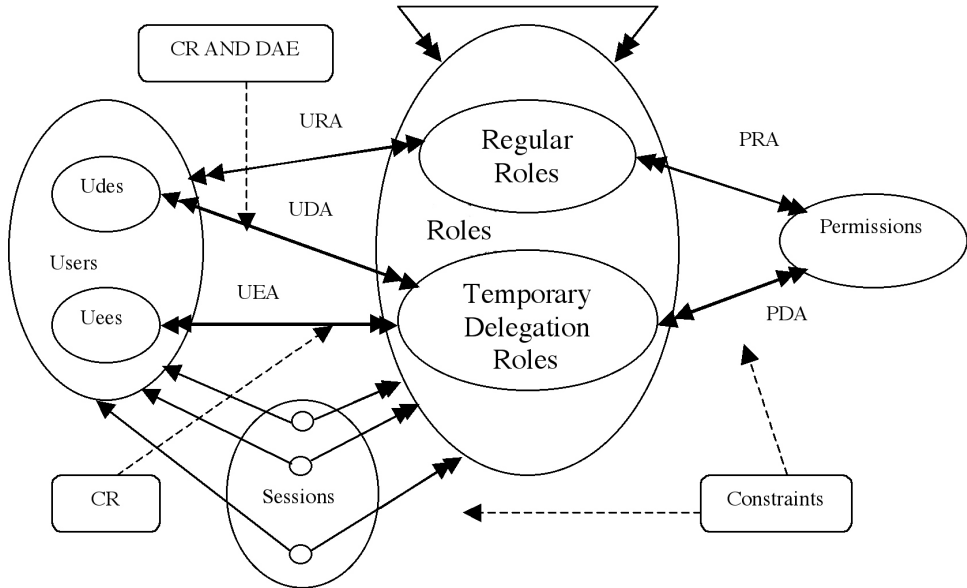 CR AND DAE
URA
Regular
Roles
PRA
Udes
UDA
Roles
Permissions
Users
UEA
Temporary
Delegation
Roles
Uees
PDA
CR
Sessions
Constraints